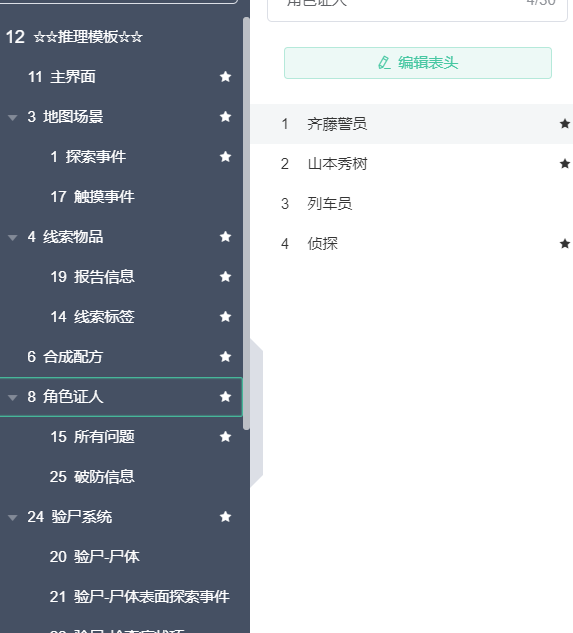 12 ☆☆推理模板☆☆
11 主界面 ★
3 地图场景 ★
1 探索事件 ★
17 触摸事件
4 线索物品 ★
19 报告信息 ★
14 线索标签 ★
6 合成配方 ★
8 角色证人 ★
15 所有问题 ★
25 破防信息
24 验尸系统 ★
20 验尸-尸体
21 验尸-尸体表面探索事件
角色证人 4/30
编辑表头
1 齐藤警员 ★
2 山本秀树 ★
3 列车员
4 侦探 ★